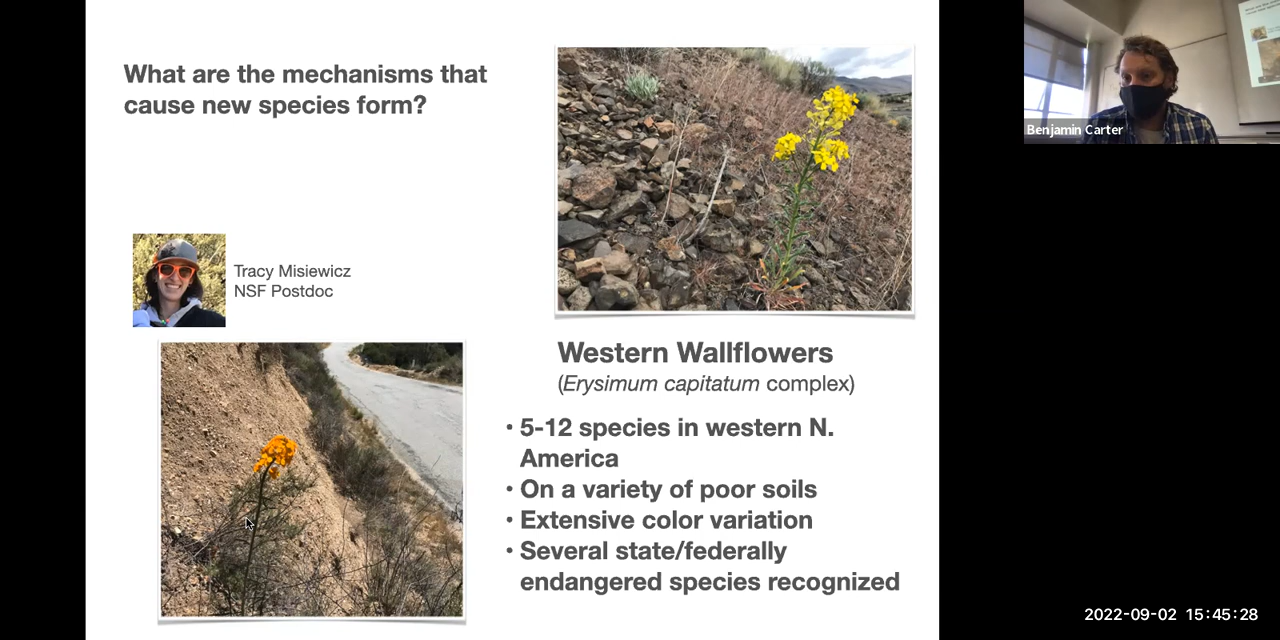 What are the mechanisms that
cause new species form?
Tracy Misiewicz
NSF Postdoc
Western Wallflowers
(Erysimum capitatum complex)
• 5-12 species in western N.
America
• On a variety of poor soils
• Extensive color variation
• Several state/federally
endangered species recognized
Benjamin Carter
2022-09-02 15:45:28